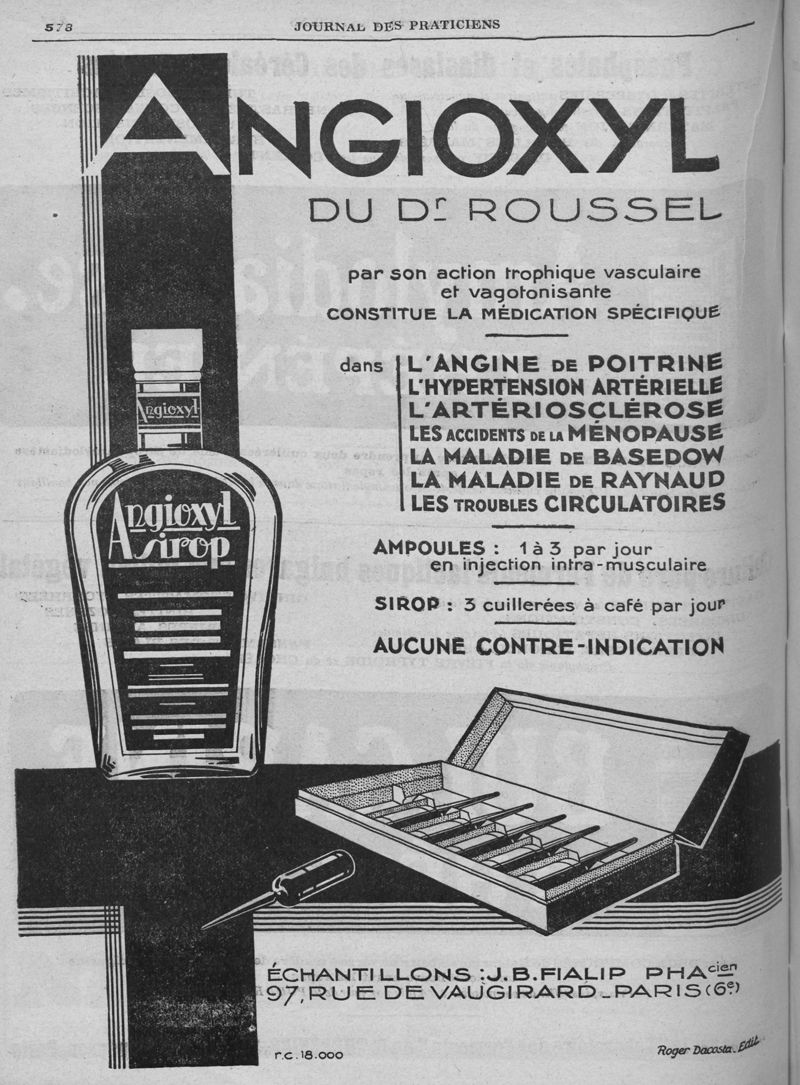 578
JOURNAL DES PRATICIENS
ANGIOXYL
DU Dr ROUSSEL
par son action trophique vasculaire
et vagotonisante
CONSTITUE LA MÉDICATION SPÉCIFIQUE
dans
L'ANGINE DE POITRINE
L'HYPERTENSION ARTÉRIELLE
L'ARTÉRIOSCLÉROSE
LES ACCIDENTS DE LA MÉNOPAUSE
LA MALADIE DE BASEDOW
LA MALADIE DE RAYNAUD
LES TROUBLES CIRCULATOIRES
Angioxyl
Angioxyl
sirop
AMPOULES : 1 à 3 par jour
en injection intra-musculaire
SIROP : 3 cuillerées à café par jour
AUCUNE CONTRE-INDICATION
ÉCHANTILLONS : J.B. FIALIP PHAcien
97, RUE DE VAUGIRARD_PARIS (6e)
r.c. 18.000
Roger Dacosta. Edit.